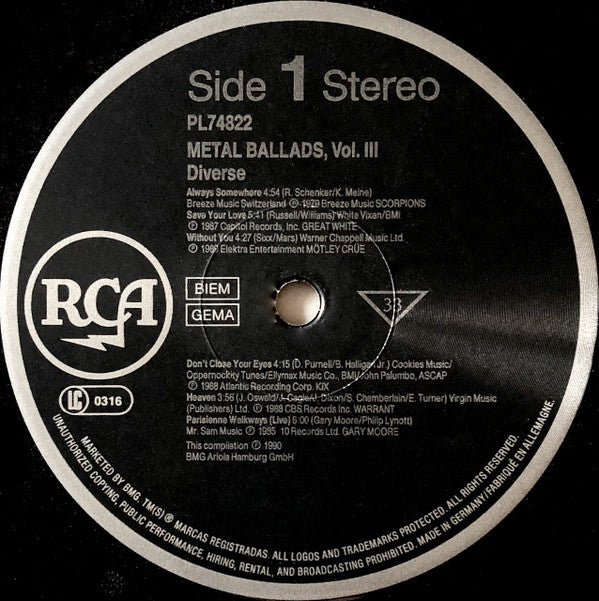 Side 1 Stereo
PL74822
METAL BALLADS, Vol. III
Diverse
Always Somewhere 4:54 (R. Schenker/K. Meine)
Breeze Music Switzerland ℗ 1979 Breeze Music SCORPIONS
Save Your Love 5:41 (Russell/Williams) White Vixan/BMI
℗ 1987 Capitol Records, Inc. GREAT WHITE
Without You 4:27 (Sixx/Mars) Warner Chappell Music Ltd.
℗ 1989 Elektra Entertainment MÖTLEY CRÜE
RCA
BIEM
GEMA
33
LC 0316
Don't Close Your Eyes 4:15 (D. Purnell/B. Halligan Jr.) Cookies Music/
Oppernockity Tunes/Ellymax Music Co., BMI/John Palumbo, ASCAP
℗ 1988 Atlantic Recording Corp. KIX
Heaven 3:56 (J. Oswald/J. Cagle/J. Dixon/S. Chamberlain/E. Turner) Virgin Music
(Publishers) Ltd. ℗ 1988 CBS Records Inc. WARRANT
Parisienne Walkways (Live) 6:00 (Gary Moore/Philip Lynott)
Mr. Sam Music ℗ 1985 10 Records Ltd. GARY MOORE
This compilation ℗ 1990
BMG Ariola Hamburg GmbH
MARKETED BY BMG TM(S) ® MARCAS REGISTRADAS. ALL LOGOS AND TRADEMARKS PROTECTED. ALL RIGHTS RESERVED.
UNAUTHORIZED COPYING, PUBLIC PERFORMANCE, HIRING, RENTAL, AND BROADCASTING PROHIBITED. MADE IN GERMANY/FABRIQUÉ EN ALLEMAGNE.